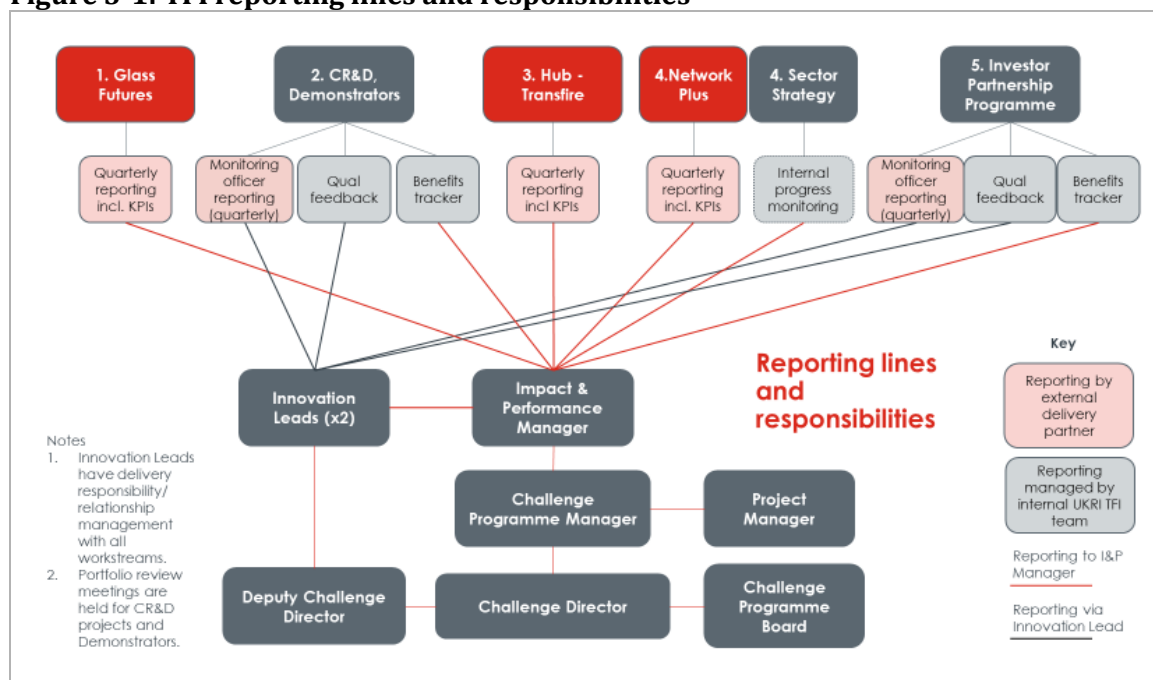 Figure 3-1: TFI reporting lines and responsibilities
1. Glass
Futures
2. CR&D,
Demonstrators
3. Hub -
Transfire
4.Network
Plus
4. Sector
Strategy
5. Investor
Partnership
Programme
Quarterly
reporting
incl. KPIs
Monitoring
officer
reporting
(quarterly)
Qual
feedback
Benefits
tracker
Quarterly
reporting
incl KPIs
Quarterly
reporting
incl. KPIs
Internal
progress
monitoring
Monitoring
officer
reporting
(quarterly)
Qual
feedback
Benefits
tracker
Innovation
Leads (x2)
Impact &
Performance
Manager
Reporting lines
and
responsibilities
Key
Reporting by
external
delivery
partner
Reporting
managed by
internal UKRI TFI
team
Reporting to I&P
Manager
Reporting via
Innovation Lead
Notes
1. Innovation Leads
have delivery
responsibility/
relationship
management
with all
workstreams.
2. Portfolio review
meetings are
held for CR&D
projects and
Demonstrators.
Challenge
Programme Manager
Project
Manager
Deputy Challenge
Director
Challenge Director
Challenge
Programme
Board